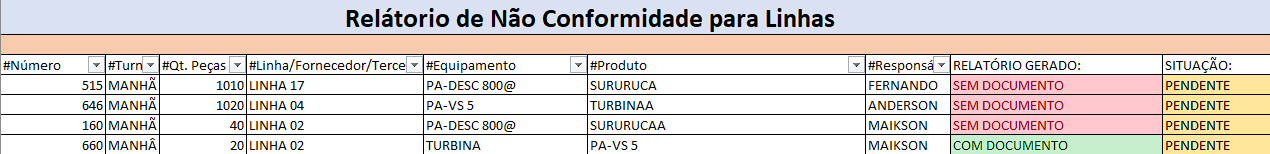 Relátorio de Não Conformidade para Linhas
#Número #Turn #Qt. Peças #Linha/Fornecedor/Terce #Equipamento #Produto #Responsá RELATÓRIO GERADO: SITUAÇÃO:
515 MANHÃ 1010 LINHA 17 PA-DESC 800@ SURURUCA FERNANDO SEM DOCUMENTO PENDENTE
646 MANHÃ 1020 LINHA 04 PA-VS 5 TURBINAA ANDERSON SEM DOCUMENTO PENDENTE
160 MANHÃ 40 LINHA 02 PA-DESC 800@ SURURUCAA MAIKSON SEM DOCUMENTO PENDENTE
660 MANHÃ 20 LINHA 02 TURBINA PA-VS 5 MAIKSON COM DOCUMENTO PENDENTE